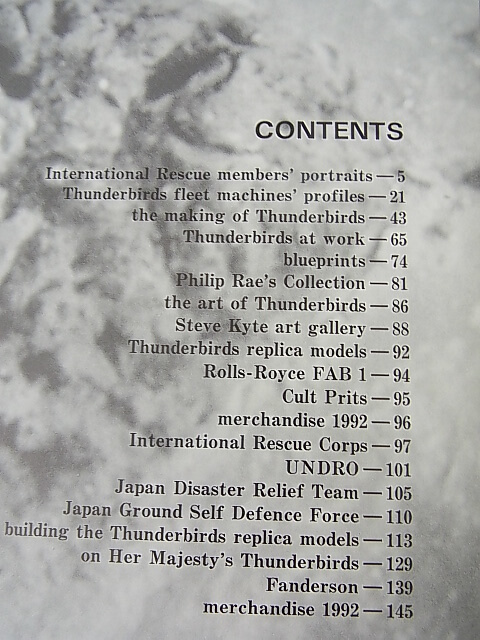 CONTENTS
International Rescue members' portraits — 5
Thunderbirds fleet machines' profiles — 21
the making of Thunderbirds — 43
Thunderbirds at work — 65
blueprints — 74
Philip Rae's Collection — 81
the art of Thunderbirds — 86
Steve Kyte art gallery — 88
Thunderbirds replica models — 92
Rolls-Royce FAB 1 — 94
Cult Prits — 95
merchandise 1992 — 96
International Rescue Corps — 97
UNDRO — 101
Japan Disaster Relief Team — 105
Japan Ground Self Defence Force — 110
building the Thunderbirds replica models — 113
on Her Majesty's Thunderbirds — 129
Fanderson — 139
merchandise 1992 — 145